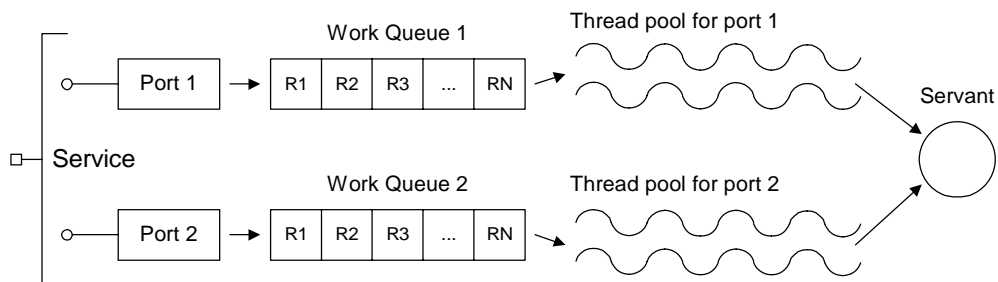 Work Queue 1
Thread pool for port 1
Port 1
R1 R2 R3 ... RN
Servant
Service
Work Queue 2
Thread pool for port 2
Port 2
R1 R2 R3 ... RN